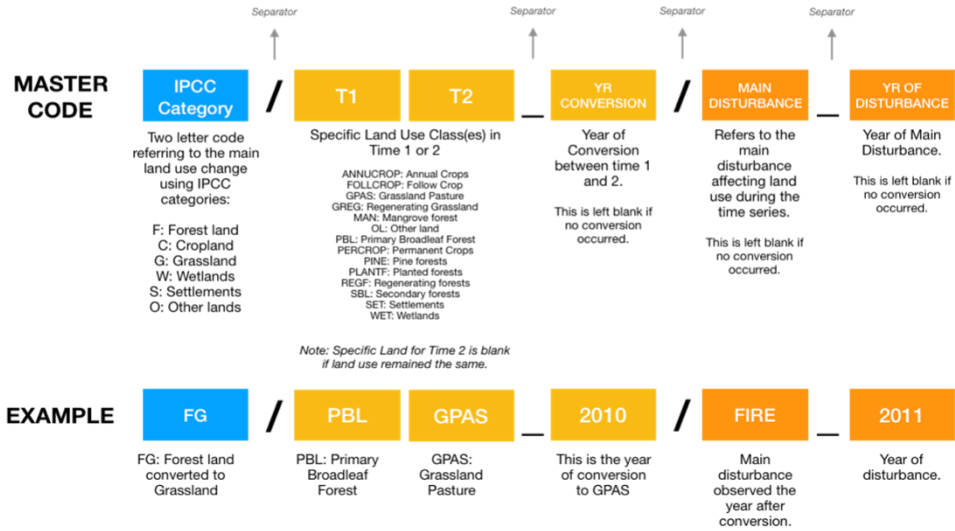 Separator
Separator
Separator
Separator
MASTER
CODE
IPCC
Category
/
T1
T2
_
YR
CONVERSION
/
MAIN
DISTURBANCE
_
YR OF
DISTURBANCE
Two letter code
referring to the main
land use change
using IPCC
categories:
F: Forest land
C: Cropland
G: Grassland
W: Wetlands
S: Settlements
O: Other lands
Specific Land Use Class(es) in
Time 1 or 2
ANNUCROP: Annual Crops
FOLLCROP: Follow Crop
GPAS: Grassland Pasture
GREG: Regenerating Grassland
MAN: Mangrove forest
OL: Other land
PBL: Primary Broadleaf Forest
PERCROP: Permanent Crops
PINE: Pine forests
PLANTF: Planted forests
REGF: Regenerating forests
SBL: Secondary forests
SET: Settlements
WET: Wetlands
Note: Specific Land for Time 2 is blank
if land use remained the same.
Year of
Conversion
between time 1
and 2.
This is left blank if
no conversion
occurred.
Refers to the
main
disturbance
affecting land
use during the
time series.
This is left blank if
no conversion
occurred.
Year of Main
Disturbance.
This is left blank if
no conversion
occurred.
EXAMPLE
FG
/
PBL
GPAS
_
2010
/
FIRE
_
2011
FG: Forest land
converted to
Grassland
PBL: Primary
Broadleaf
Forest
GPAS:
Grassland
Pasture
This is the year
of conversion
to GPAS
Main
disturbance
observed the
year after
conversion.
Year of
disturbance.